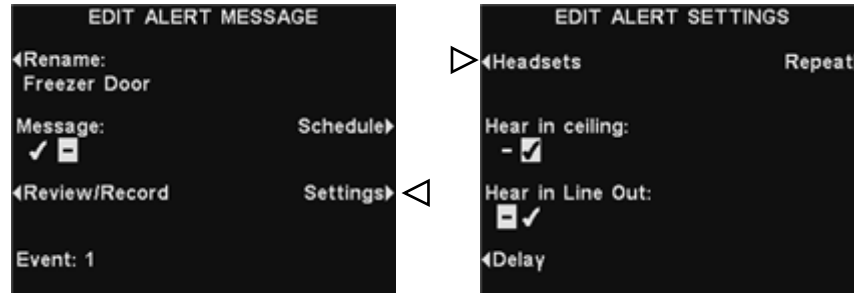 EDIT ALERT MESSAGE
◀Rename:
Freezer Door
Message: Schedule▶
✓ -
◀Review/Record Settings▶
Event: 1
EDIT ALERT SETTINGS
◀Headsets Repeat
Hear in ceiling:
- ✓
Hear in Line Out:
- ✓
◀Delay